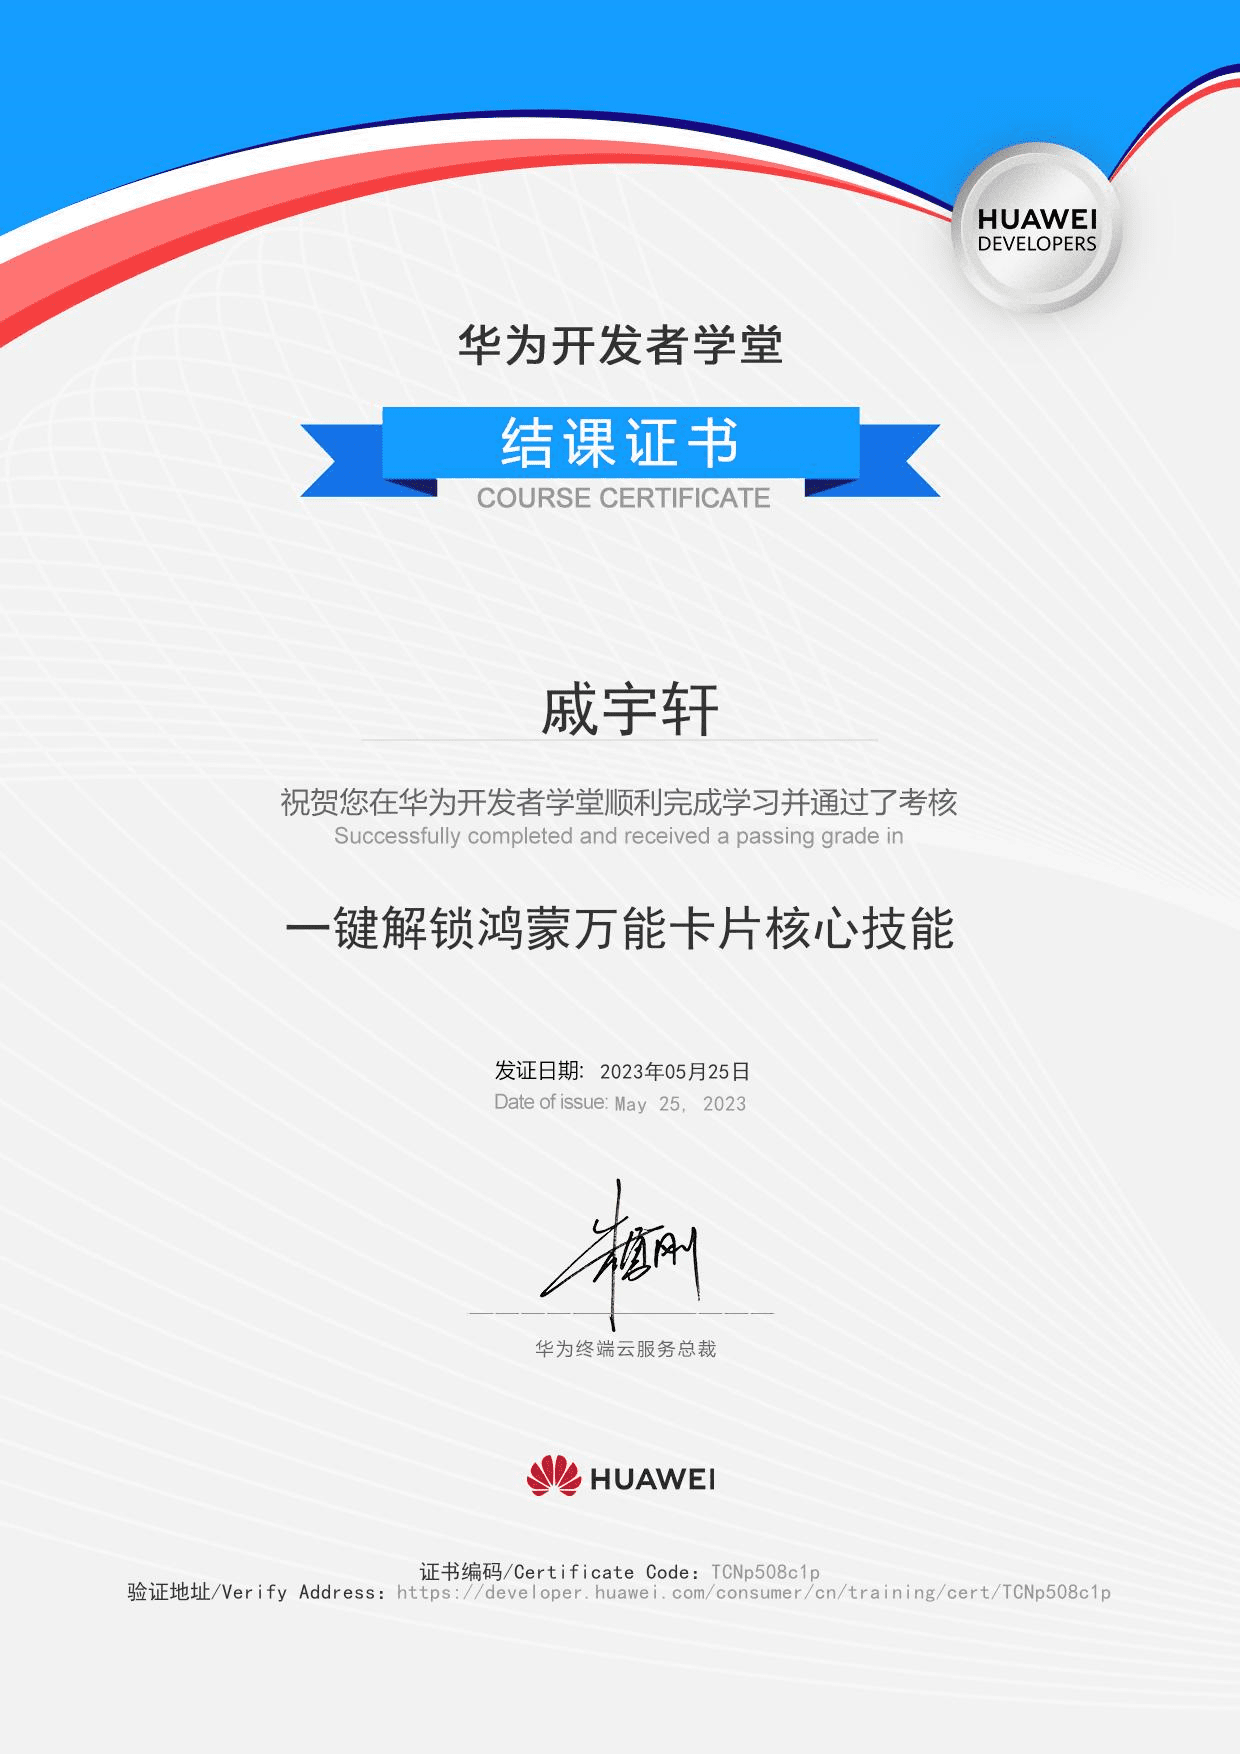 HUAWEI
DEVELOPERS
华为开发者学堂
结课证书
COURSE CERTIFICATE
戚宇轩
祝贺您在华为开发者学堂顺利完成学习并通过了考核
Successfully completed and received a passing grade in
一键解锁鸿蒙万能卡片核心技能
发证日期: 2023年05月25日
Date of issue: May 25, 2023
华为终端云服务总裁
HUAWEI
证书编码/Certificate Code：TCNp508c1p
验证地址/Verify Address：https://developer.huawei.com/consumer/cn/training/cert/TCNp508c1p